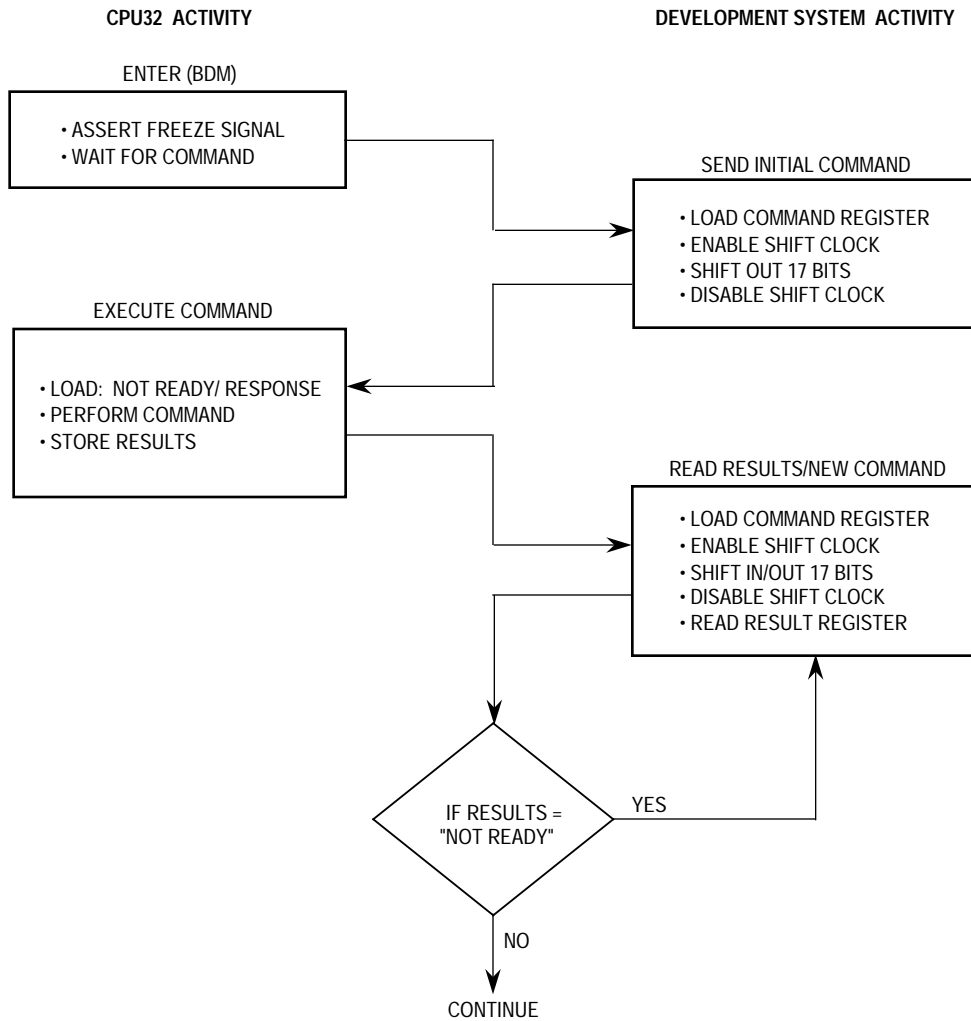 CPU32 ACTIVITY
DEVELOPMENT SYSTEM ACTIVITY
ENTER (BDM)
• ASSERT FREEZE SIGNAL
• WAIT FOR COMMAND
SEND INITIAL COMMAND
• LOAD COMMAND REGISTER
• ENABLE SHIFT CLOCK
• SHIFT OUT 17 BITS
• DISABLE SHIFT CLOCK
EXECUTE COMMAND
• LOAD: NOT READY/ RESPONSE
• PERFORM COMMAND
• STORE RESULTS
READ RESULTS/NEW COMMAND
• LOAD COMMAND REGISTER
• ENABLE SHIFT CLOCK
• SHIFT IN/OUT 17 BITS
• DISABLE SHIFT CLOCK
• READ RESULT REGISTER
IF RESULTS =
"NOT READY"
YES
NO
CONTINUE